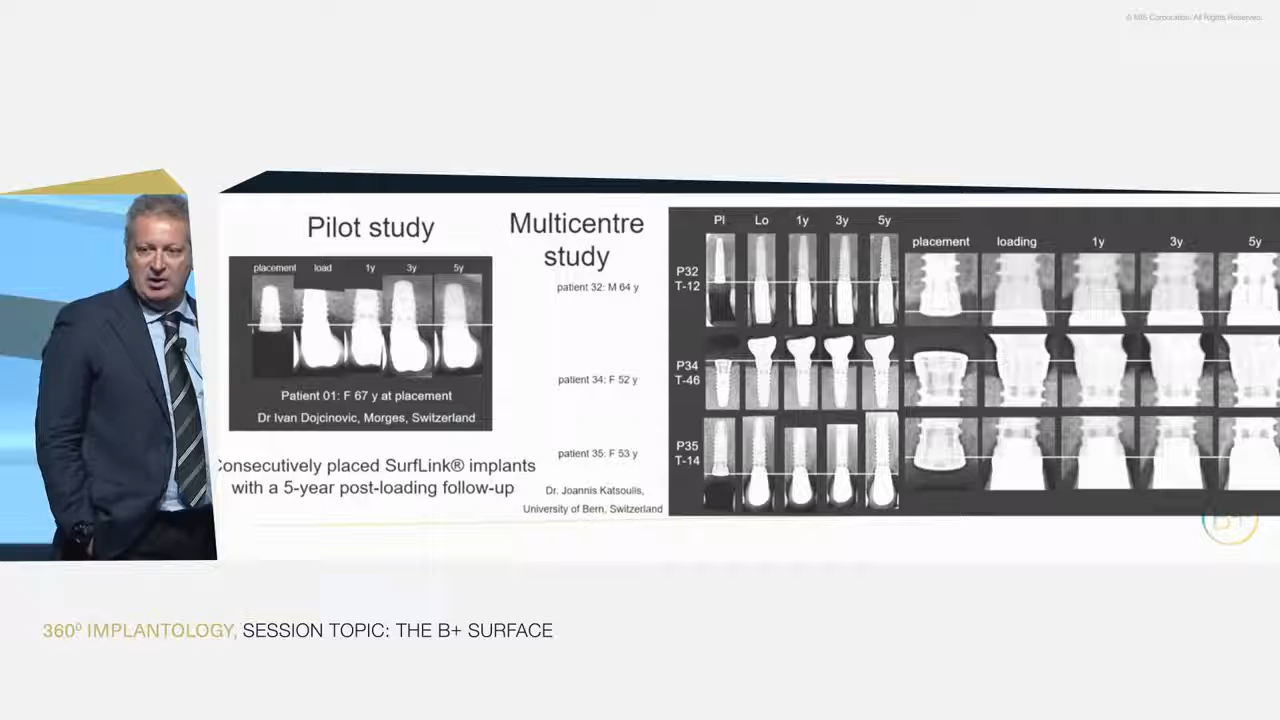 © MIS Corporation. All Rights Reserved.
Pilot study
placement load 1y 3y 5y
Patient 01: F 67 y at placement
Dr Ivan Dojcinovic, Morges, Switzerland
Consecutively placed SurfLink® implants
with a 5-year post-loading follow-up
Multicentre
study
patient 32: M 64 y
patient 34: F 52 y
patient 35: F 53 y
Dr. Joannis Katsoulis,
University of Bern, Switzerland
Pl Lo 1y 3y 5y
P32
T-12
P34
T-46
P35
T-14
placement loading 1y 3y 5y
B+
360º IMPLANTOLOGY, SESSION TOPIC: THE B+ SURFACE